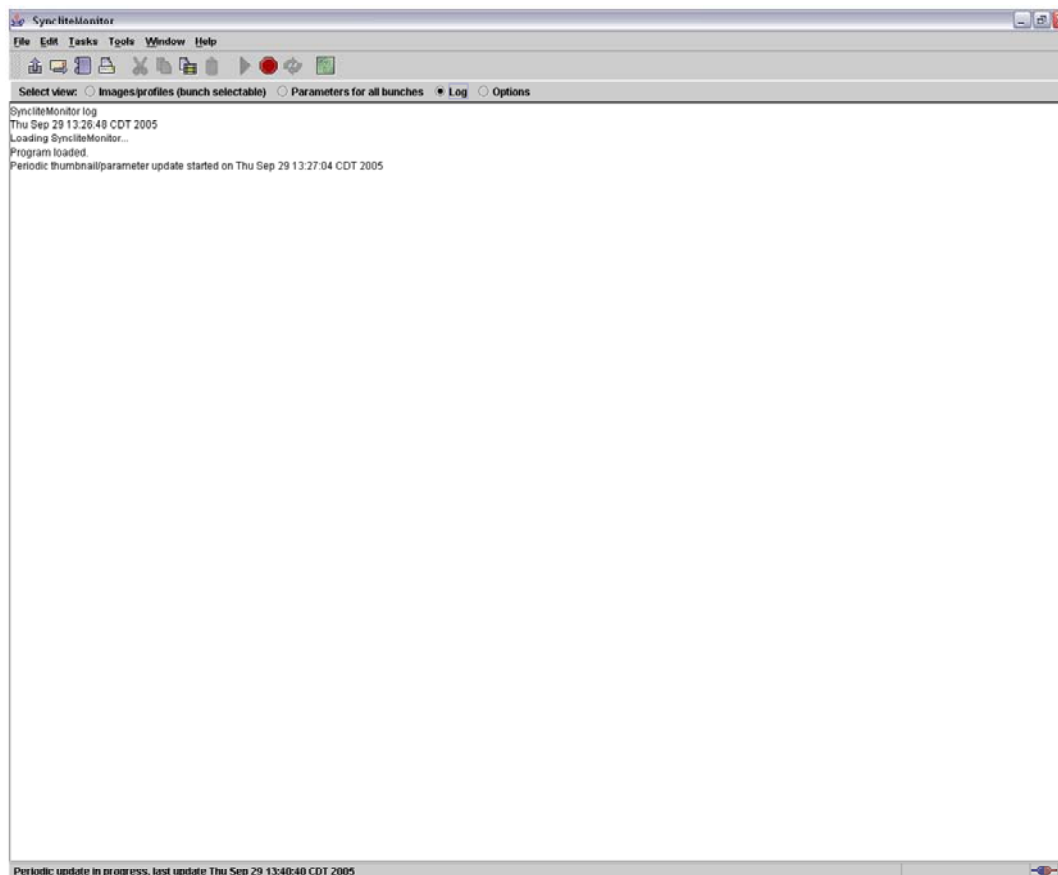 SyncliteMonitor
File Edit Tasks Tools Window Help
Select view: Images/profiles (bunch selectable) Parameters for all bunches Log Options
SyncliteMonitor log
Thu Sep 29 13:26:48 CDT 2005
Loading SyncliteMonitor...
Program loaded.
Periodic thumbnail/parameter update started on Thu Sep 29 13:27:04 CDT 2005
Periodic update in progress, last update Thu Sep 29 13:40:40 CDT 2005